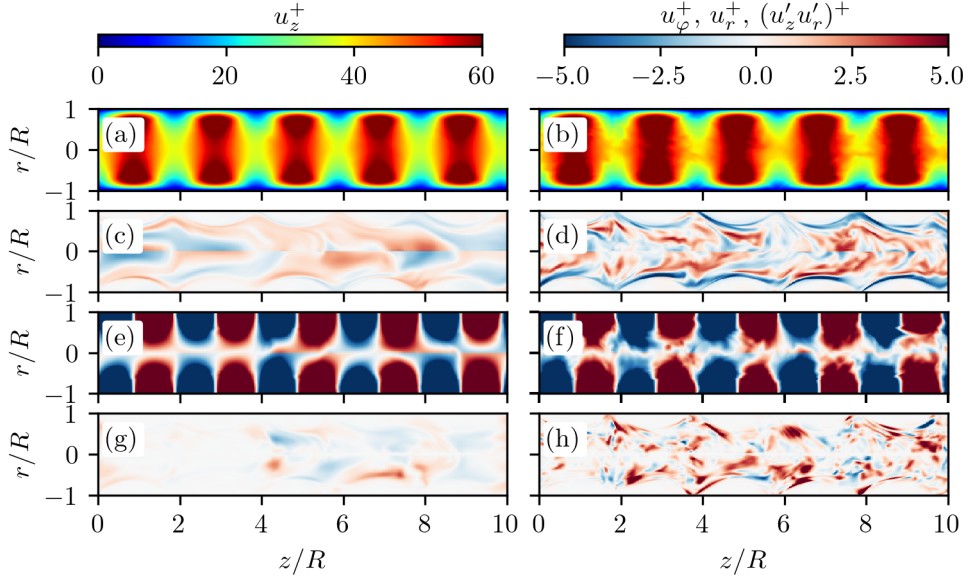 u_z^+
u_φ^+, u_r^+, (u′_z u′_r)^+
0 20 40 60
−5.0 −2.5 0.0 2.5 5.0
1
r/R 0 (a) (b)
−1
1
r/R 0 (c) (d)
−1
1
r/R 0 (e) (f)
−1
1
r/R 0 (g) (h)
−1
0 2 4 6 8 10 0 2 4 6 8 10
z/R z/R